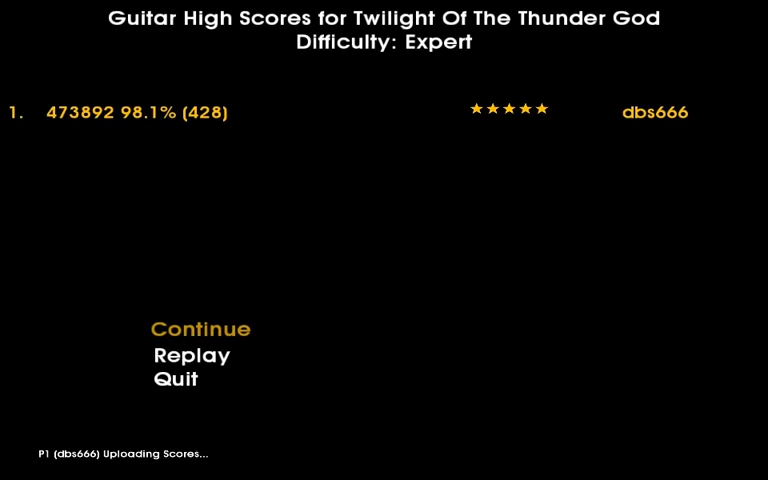 Guitar High Scores for Twilight Of The Thunder God
Difficulty: Expert
1. 473892 98.1% (428) ★★★★★ dbs666
Continue
Replay
Quit
P1 (dbs666) Uploading Scores...